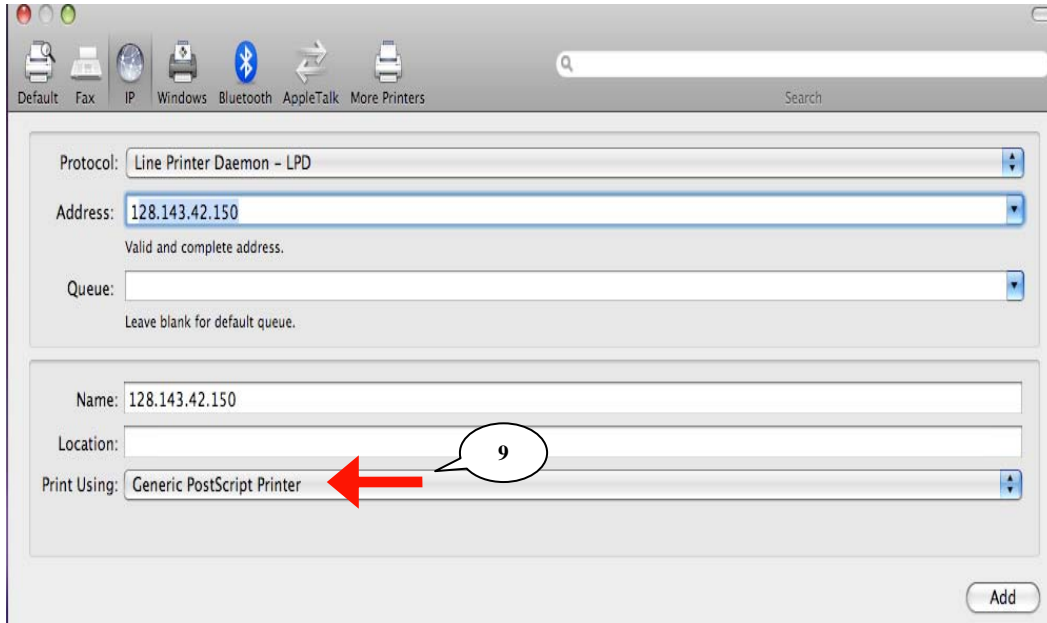 Default Fax IP Windows Bluetooth AppleTalk More Printers Search
Protocol: Line Printer Daemon – LPD
Address: 128.143.42.150
Valid and complete address.
Queue:
Leave blank for default queue.
Name: 128.143.42.150
Location:
9
Print Using: Generic PostScript Printer
Add